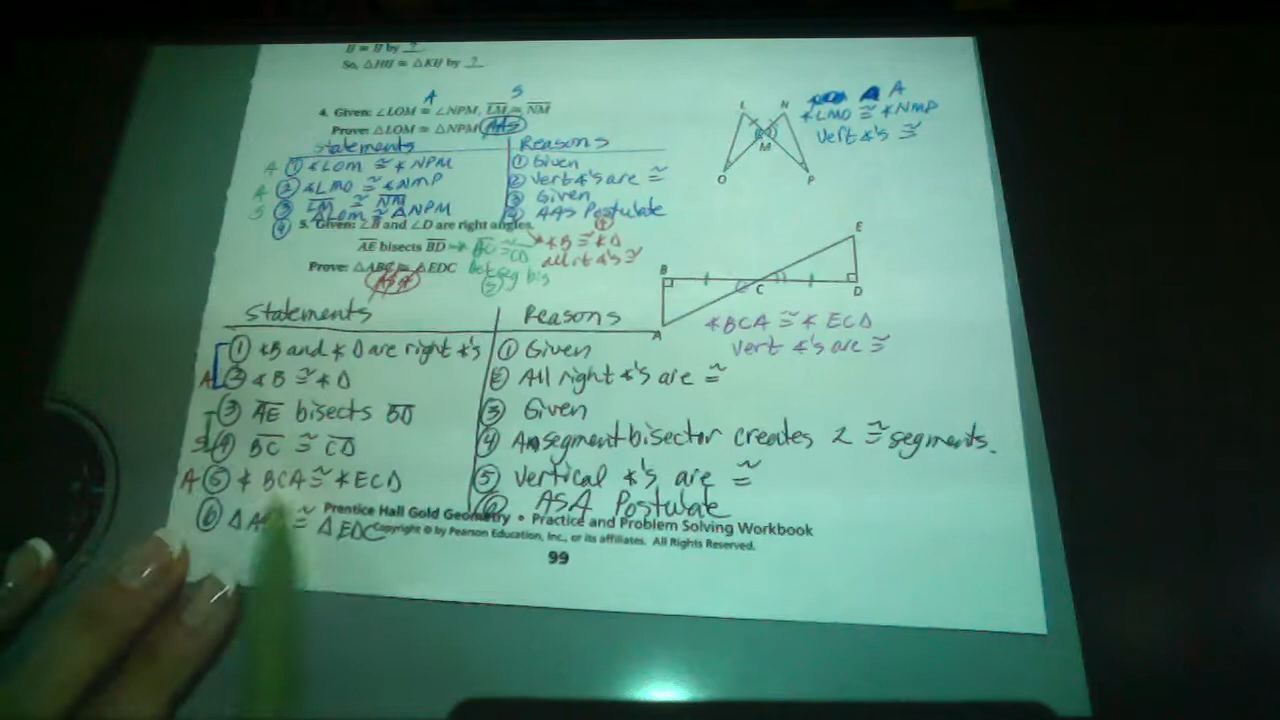 IJ ≅ IJ by ?
So, △HIJ ≅ △KIJ by ?
A S
4. Given: ∠LOM ≅ ∠NPM, LM ≅ NM
Prove: △LOM ≅ △NPM AAS
Statements Reasons
A ① ∡LOM ≅ ∡NPM ① Given
A ② ∡LMO ≅ ∡NMP ② Vert ∡'s are ≅
S ③ LM ≅ NM ③ Given
④ △LOM ≅ △NPM ④ AAS Postulate
L N
M
O P
A
∡LMO ≅ ∡NMP
Vert ∡'s ≅
5. Given: ∠B and ∠D are right angles,
AE bisects BD → BC ≅ CD
∡B ≅ ∡D
all rt ∡'s ≅
Prove: △ABC ≅ △EDC
ASA
B E
C D
A
∡BCA ≅ ∡ECD
Vert ∡'s are ≅
Statements Reasons
① ∡B and ∡D are right ∡'s ① Given
A ② ∡B ≅ ∡D ② All right ∡'s are ≅
③ AE bisects BD ③ Given
S ④ BC ≅ CD ④ A segment bisector creates 2 ≅ segments.
A ⑤ ∡BCA ≅ ∡ECD ⑤ Vertical ∡'s are ≅
⑥ △A ≅ △EDC ⑥ ASA Postulate
Prentice Hall Gold Geometry • Practice and Problem Solving Workbook
Copyright © by Pearson Education, Inc., or its affiliates. All Rights Reserved.
99